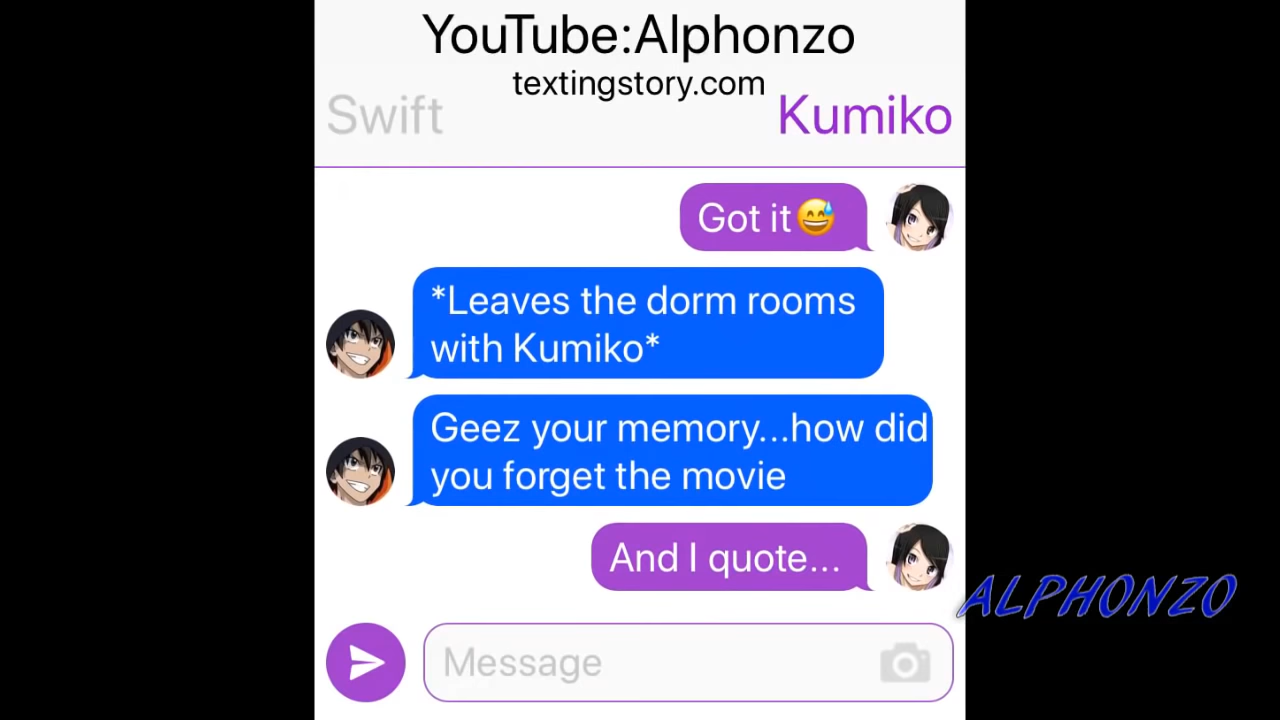 YouTube:Alphonzo
textingstory.com
Swift
Kumiko
Got it😅
*Leaves the dorm rooms
with Kumiko*
Geez your memory...how did
you forget the movie
And I quote...
ALPHONZO
Message